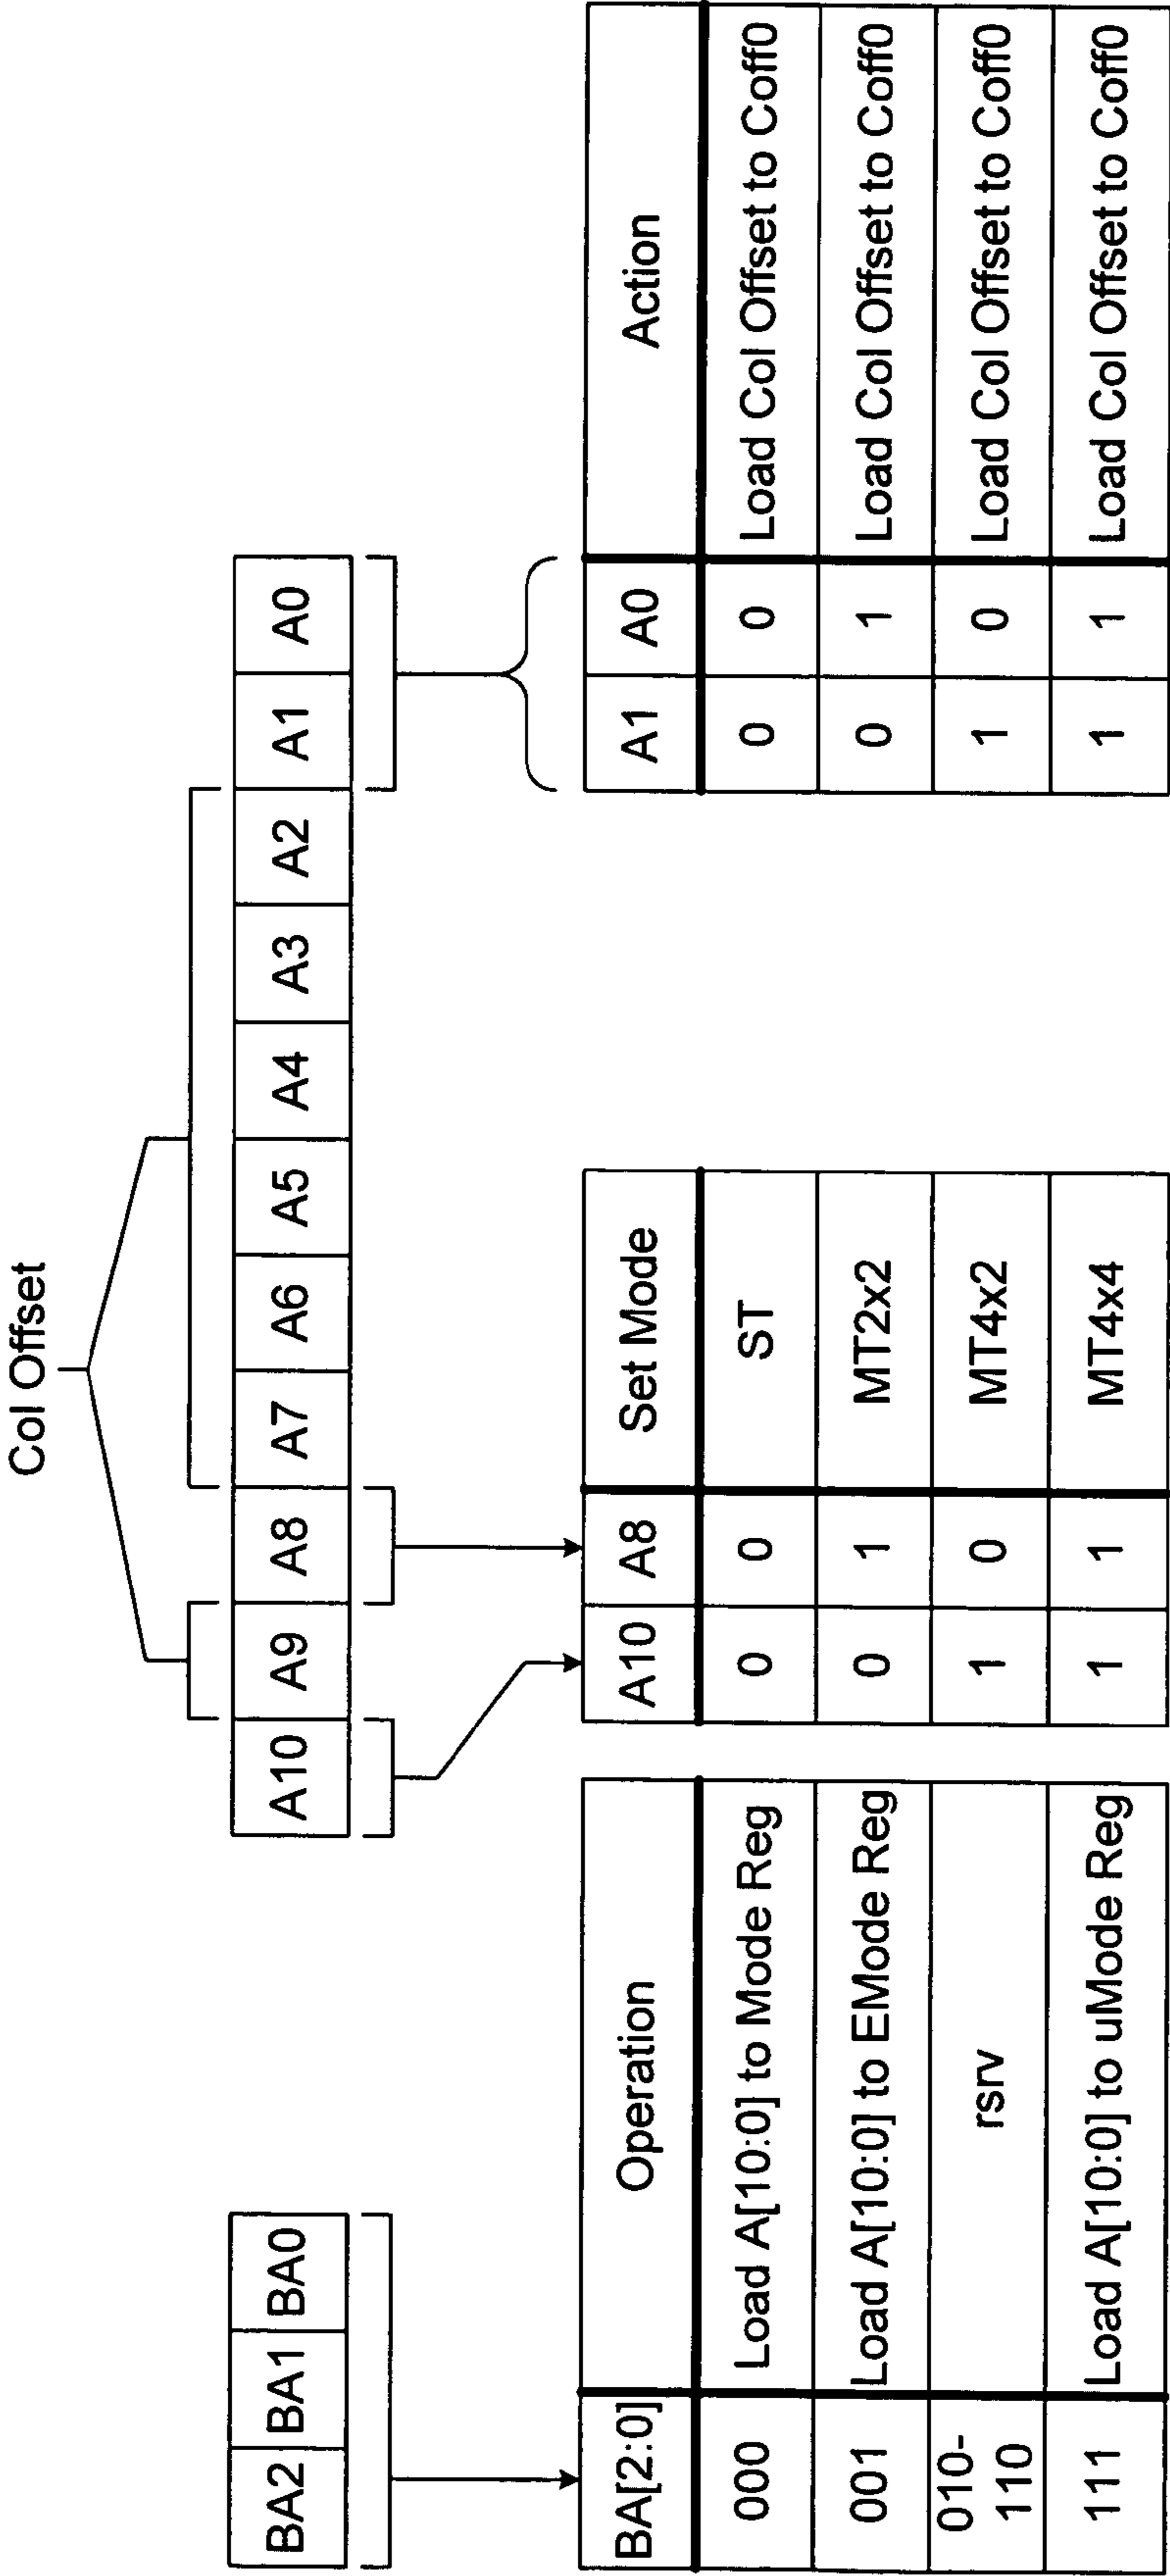 Col Offset
BA2 BA1 BA0
A10 A9 A8 A7 A6 A5 A4 A3 A2 A1 A0
BA[2:0] Operation
000 Load A[10:0] to Mode Reg
001 Load A[10:0] to EMode Reg
010-
110 rsrv
111 Load A[10:0] to uMode Reg
A10 A8 Set Mode
0 0 ST
0 1 MT2x2
1 0 MT4x2
1 1 MT4x4
A1 A0 Action
0 0 Load Col Offset to Coff0
0 1 Load Col Offset to Coff0
1 0 Load Col Offset to Coff0
1 1 Load Col Offset to Coff0